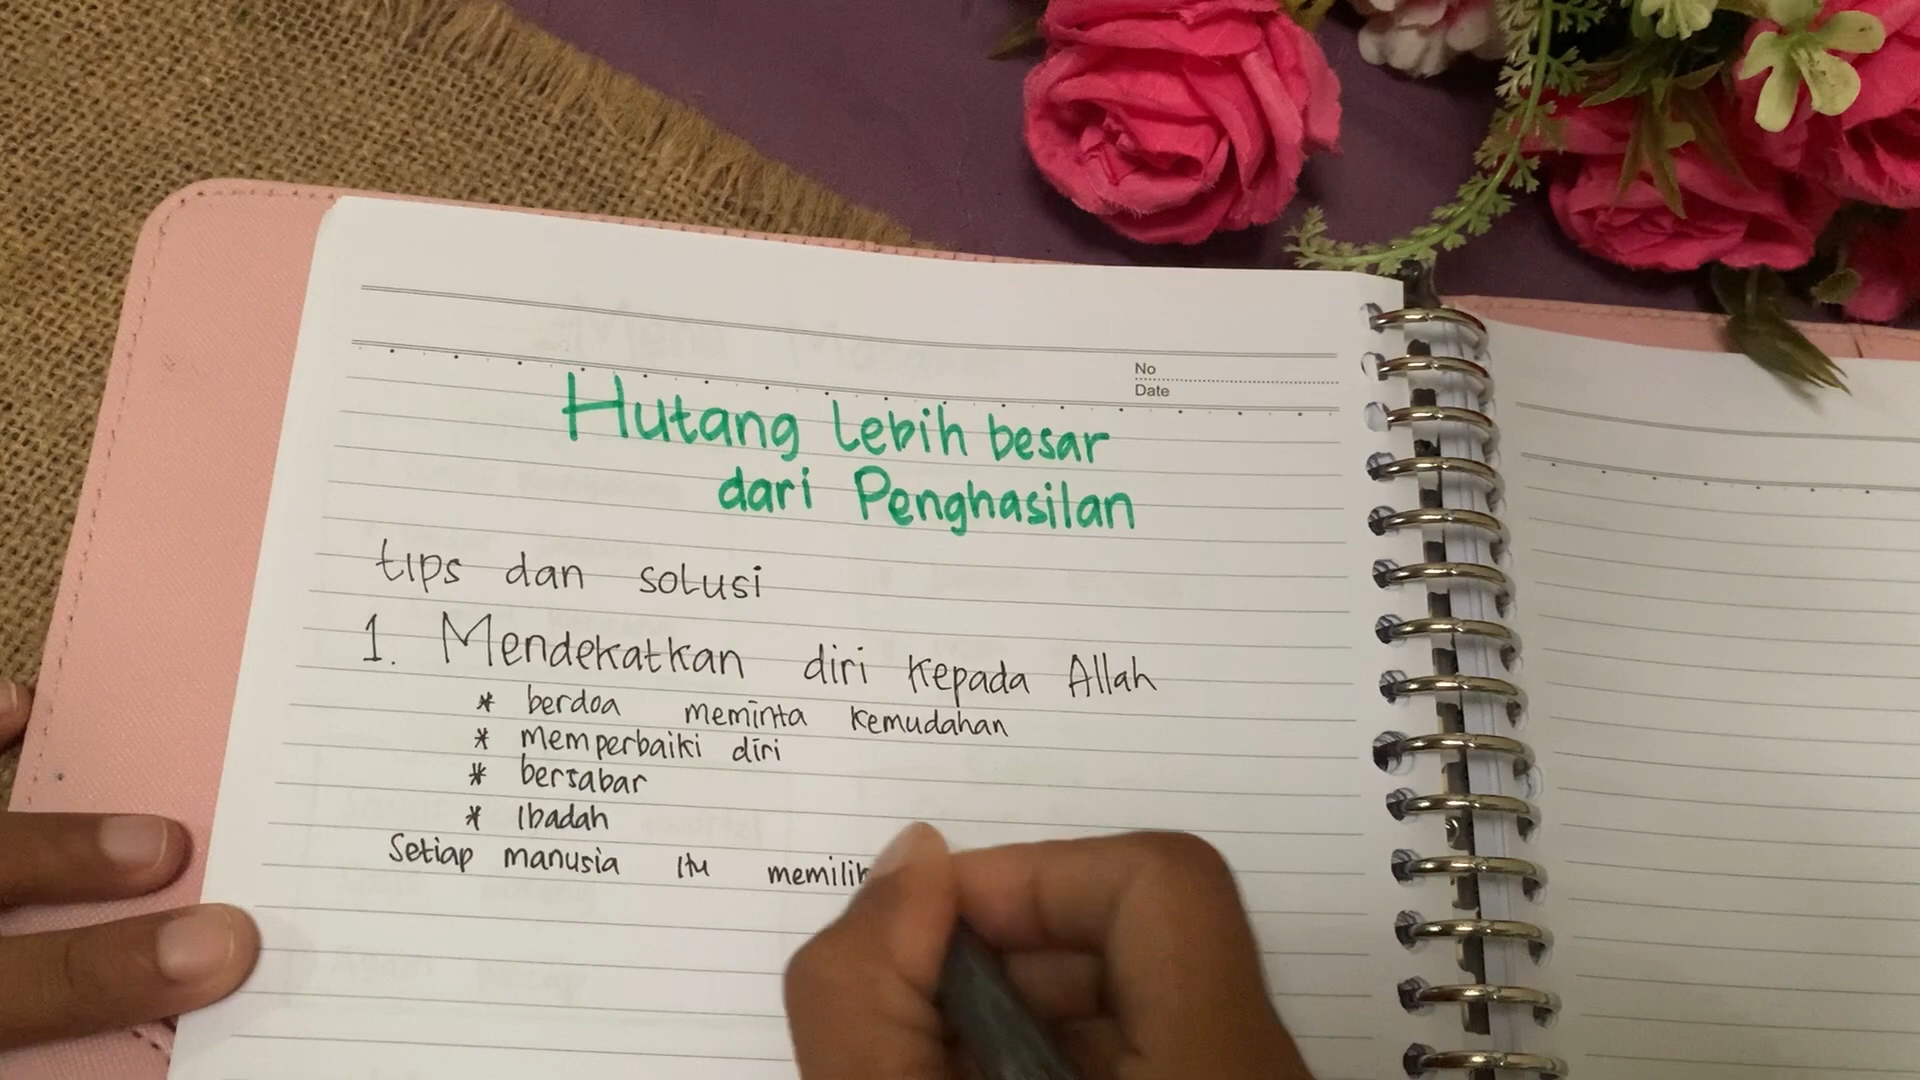 No
Date
Hutang Lebih besar
dari Penghasilan
tips dan solusi
1. Mendekatkan diri kepada Allah
* berdoa meminta kemudahan
* memperbaiki diri
* bersabar
* Ibadah
Setiap manusia itu memilik